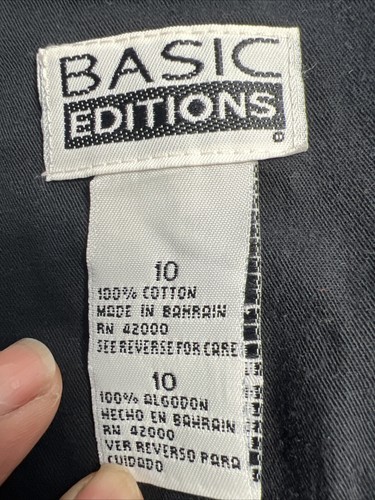 BASIC
EDITIONS
®
10
100% COTTON
MADE IN BAHRAIN
RN 42000
SEE REVERSE FOR CARE
10
100% ALGODON
HECHO EN BAHRAIN
RN 42000
VER REVERSO PARA
CUIDADO